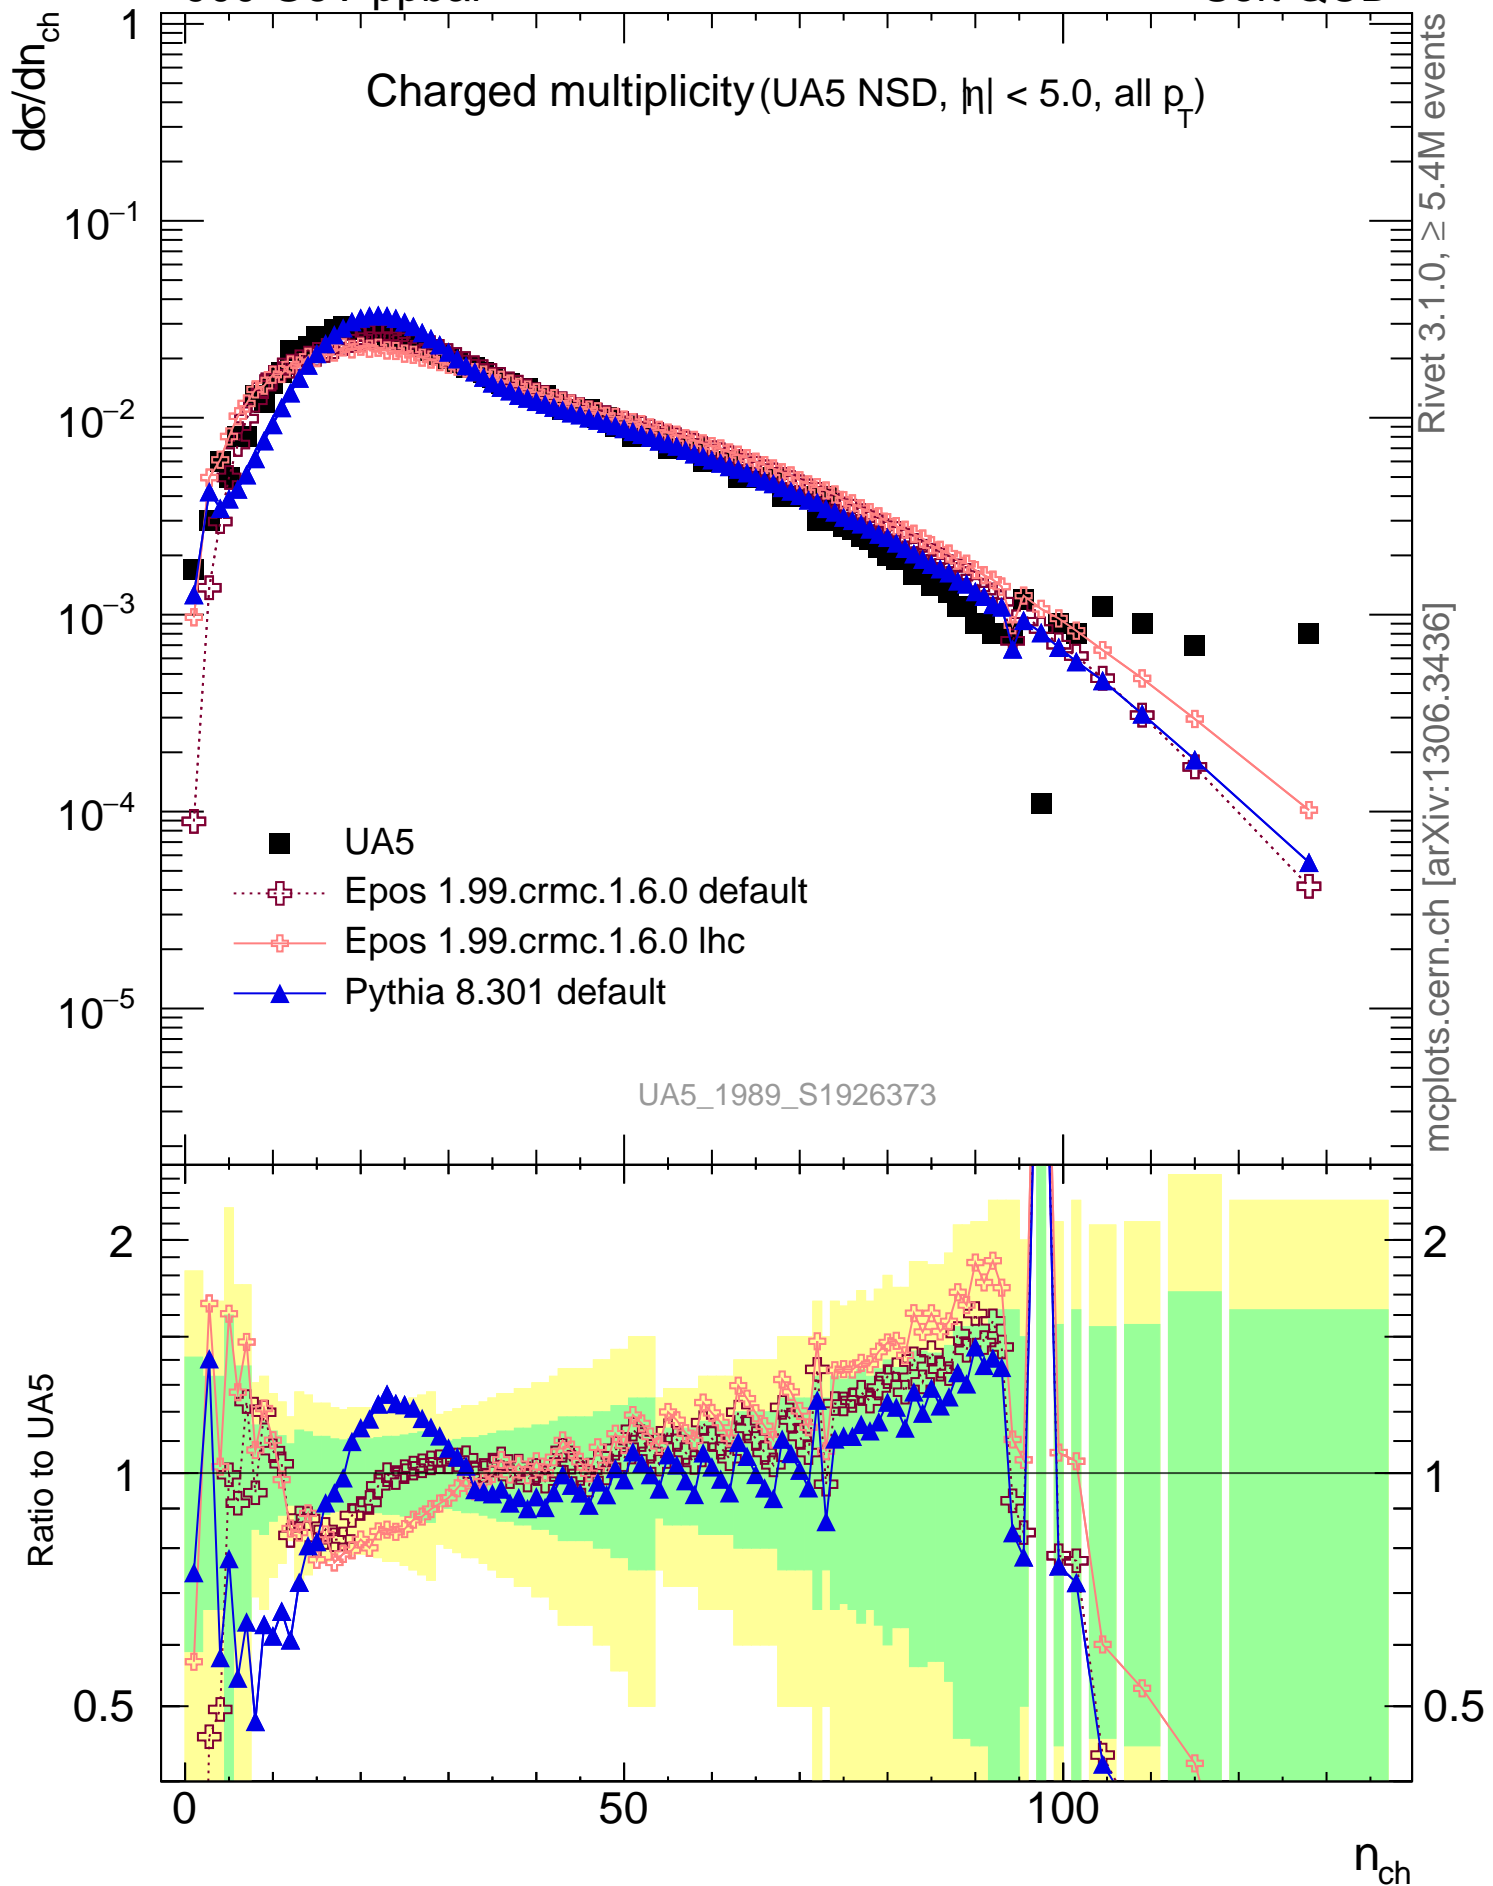 dσ/dn_ch
Charged multiplicity (UA5 NSD, |η| < 5.0, all p_T)
1
10⁻¹
10⁻²
10⁻³
10⁻⁴
10⁻⁵
UA5
Epos 1.99.crmc.1.6.0 default
Epos 1.99.crmc.1.6.0 lhc
Pythia 8.301 default
UA5_1989_S1926373
Rivet 3.1.0, ≥ 5.4M events
mcplots.cern.ch [arXiv:1306.3436]
Ratio to UA5
2
1
0.5
2
1
0.5
0
50
100
n_ch